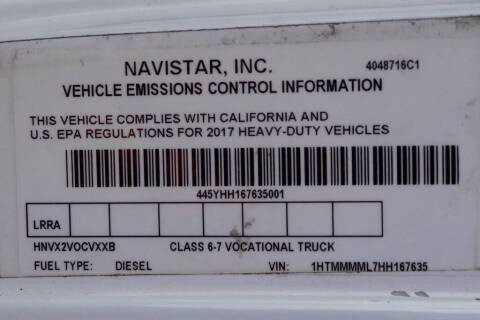 NAVISTAR, INC. 4048716C1
VEHICLE EMISSIONS CONTROL INFORMATION
THIS VEHICLE COMPLIES WITH CALIFORNIA AND
U.S. EPA REGULATIONS FOR 2017 HEAVY-DUTY VEHICLES
445YHH167635001
LRRA
HNVX2VOCVXXB CLASS 6-7 VOCATIONAL TRUCK
FUEL TYPE: DIESEL VIN: 1HTMMMML7HH167635